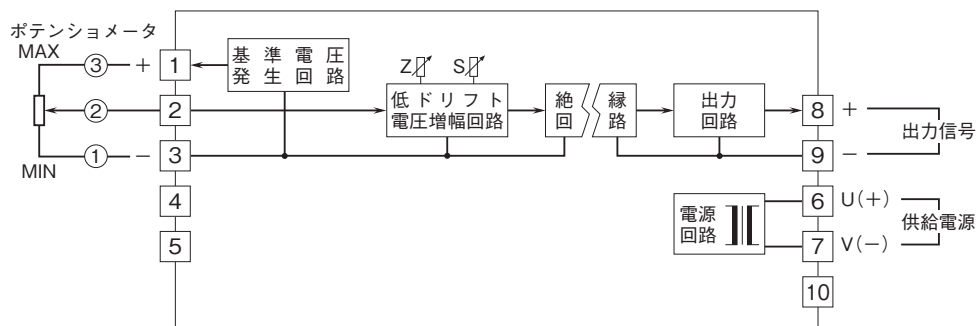 ポテンショメータ
MAX
③
+
1
基準電圧
発生回路
Z
S
②
2
低ドリフト
電圧増幅回路
絶縁
回路
出力
回路
8
+
出力信号
①
−
3
9
−
MIN
4
6
U(+)
電源
回路
供給電源
5
7
V(−)
10